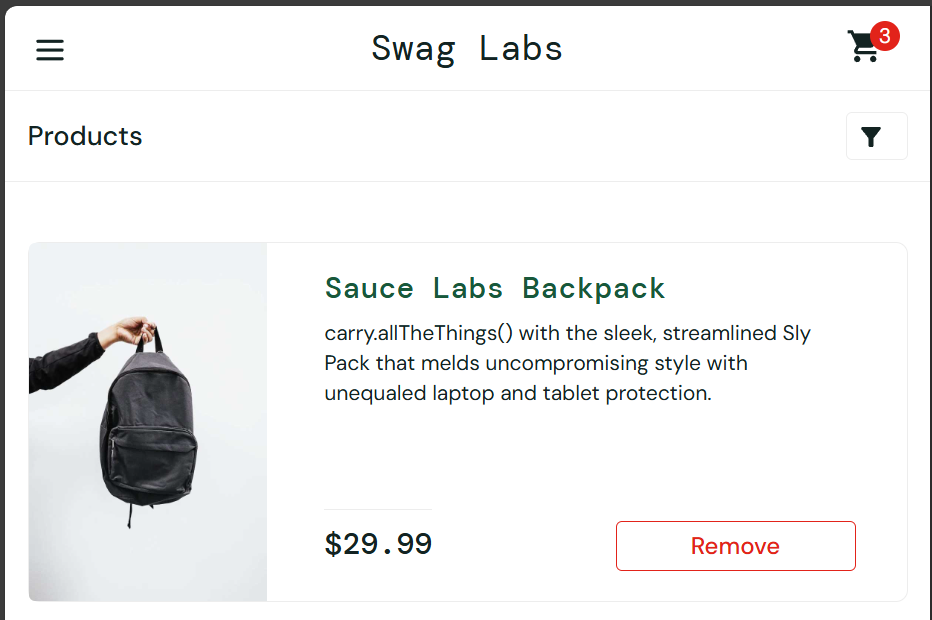 Swag Labs
3
Products
Sauce Labs Backpack
carry.allTheThings() with the sleek, streamlined Sly
Pack that melds uncompromising style with
unequaled laptop and tablet protection.
$29.99
Remove